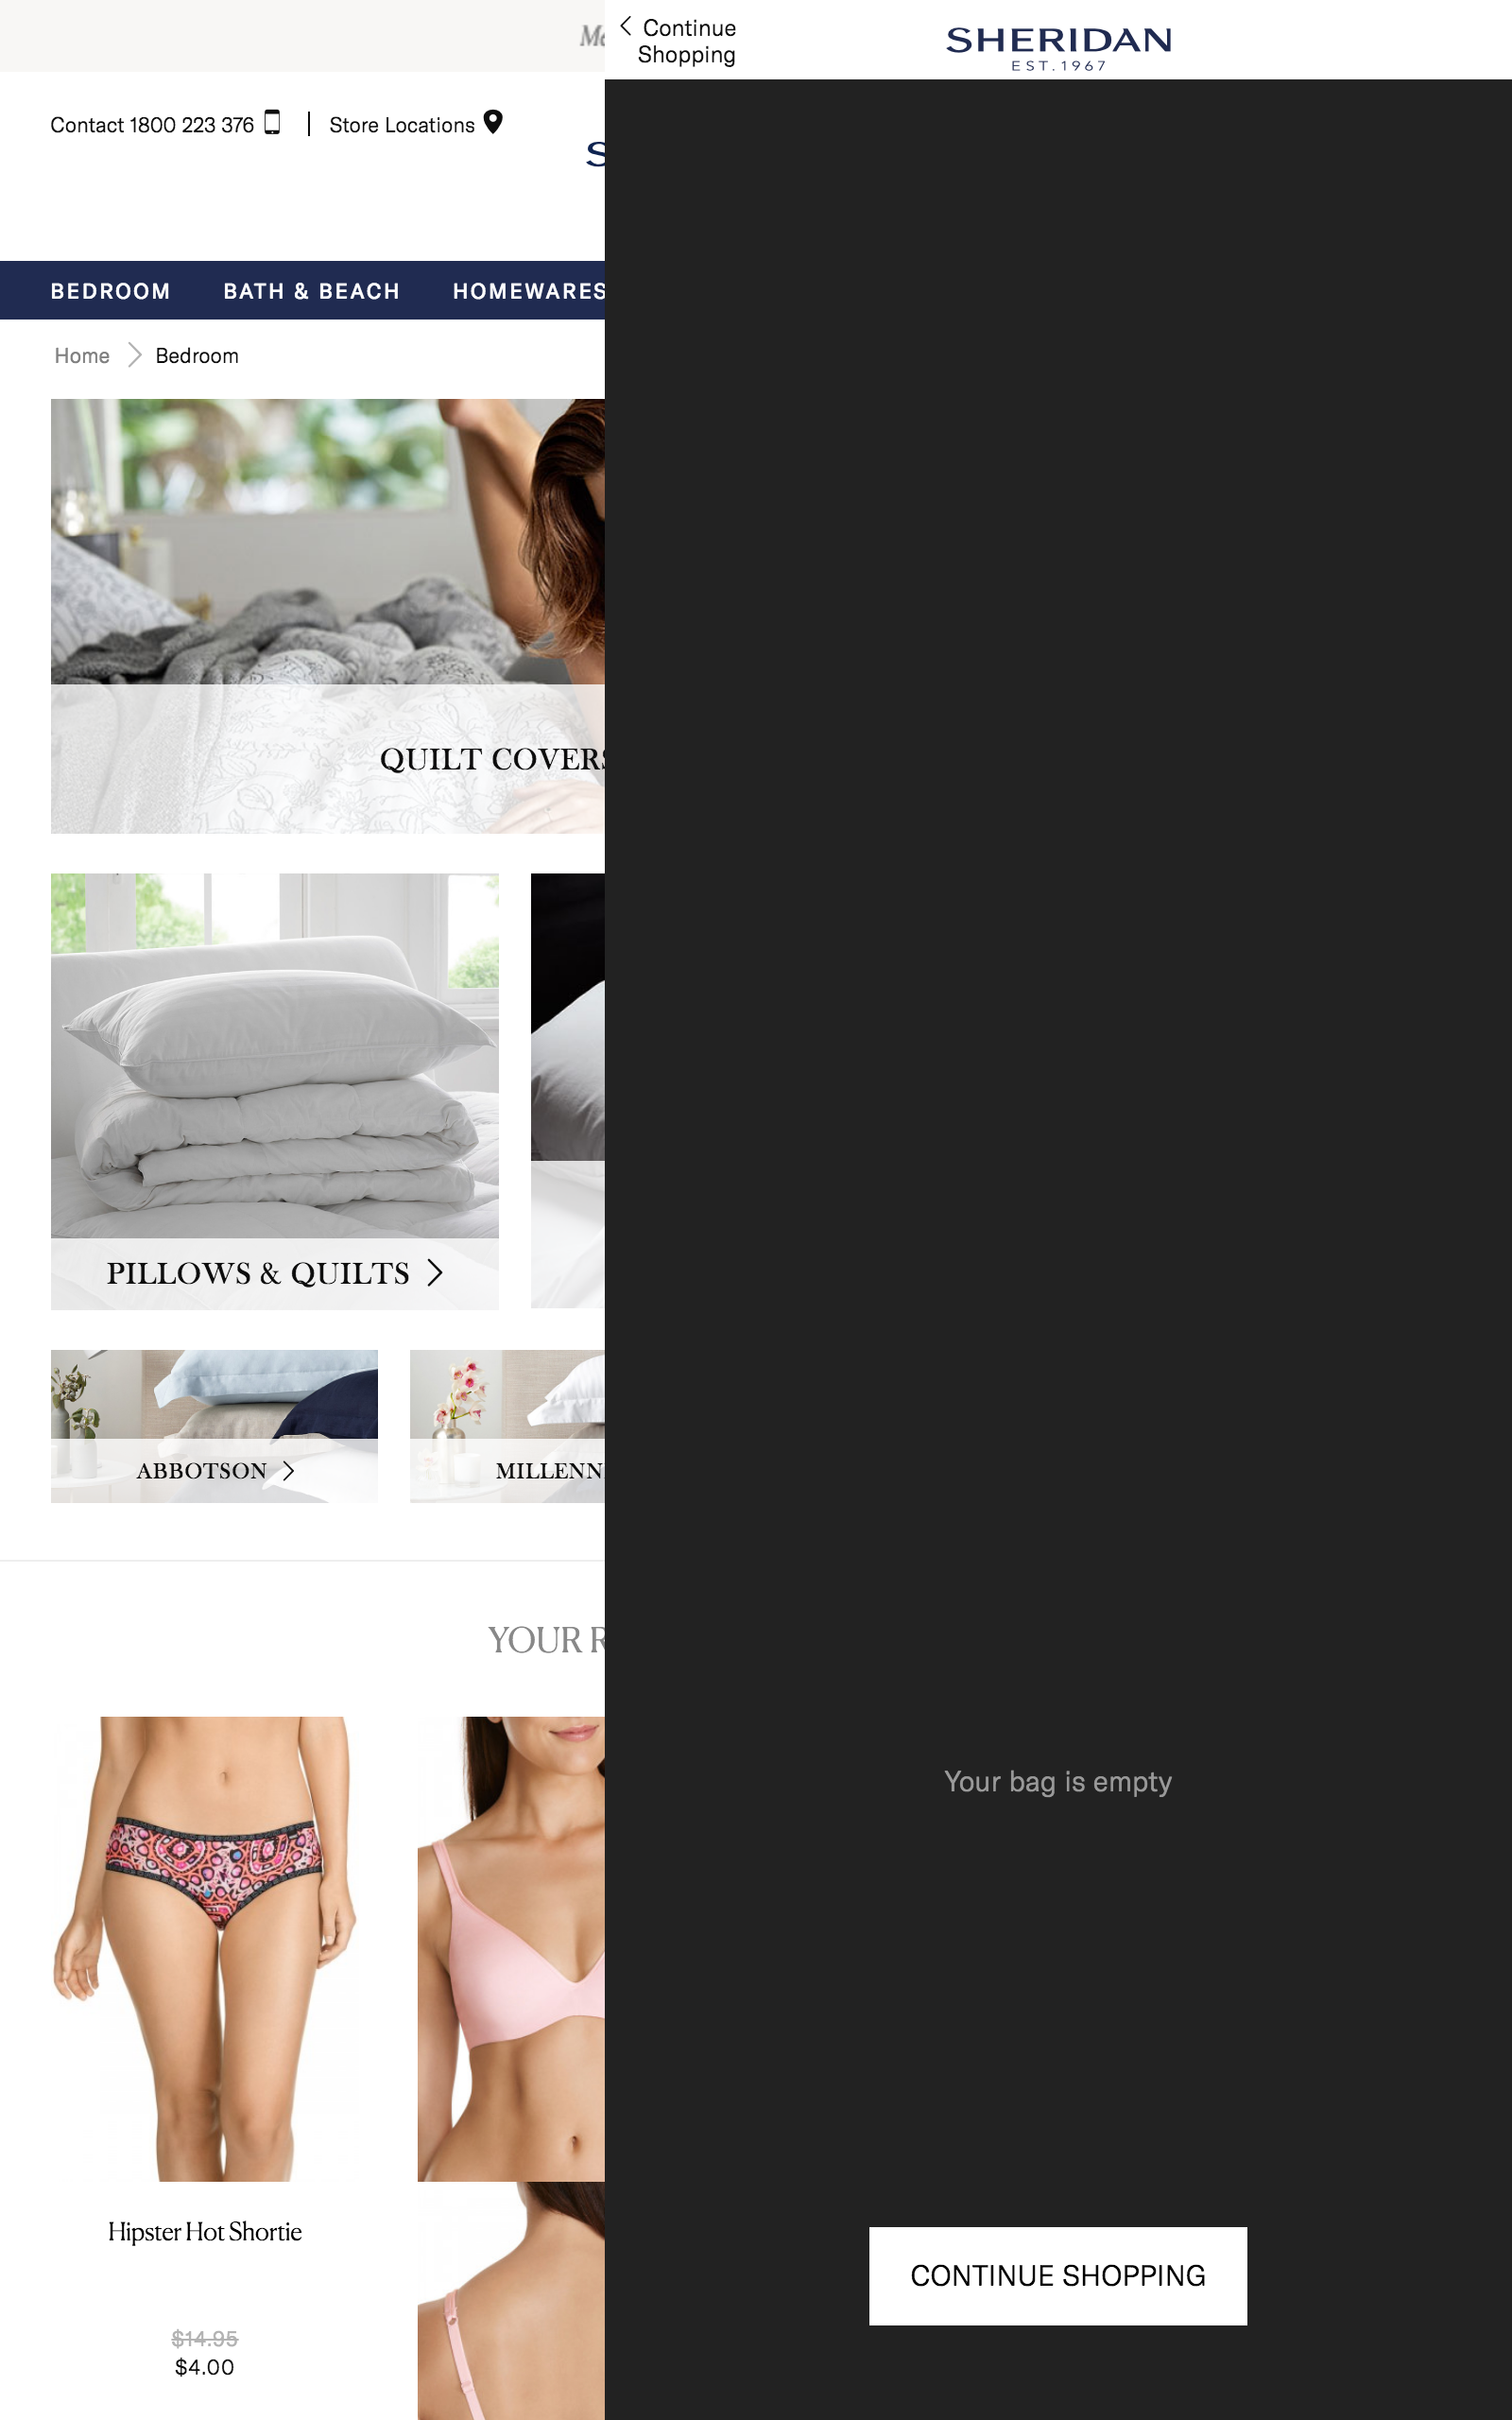 Continue
Shopping
SHERIDAN
EST. 1967
Contact 1800 223 376
Store Locations
BEDROOM
BATH & BEACH
HOMEWARES
Home
Bedroom
QUILT COVERS
PILLOWS & QUILTS
ABBOTSON
MILLENN
YOUR R
Your bag is empty
Hipster Hot Shortie
CONTINUE SHOPPING
$14.95
$4.00